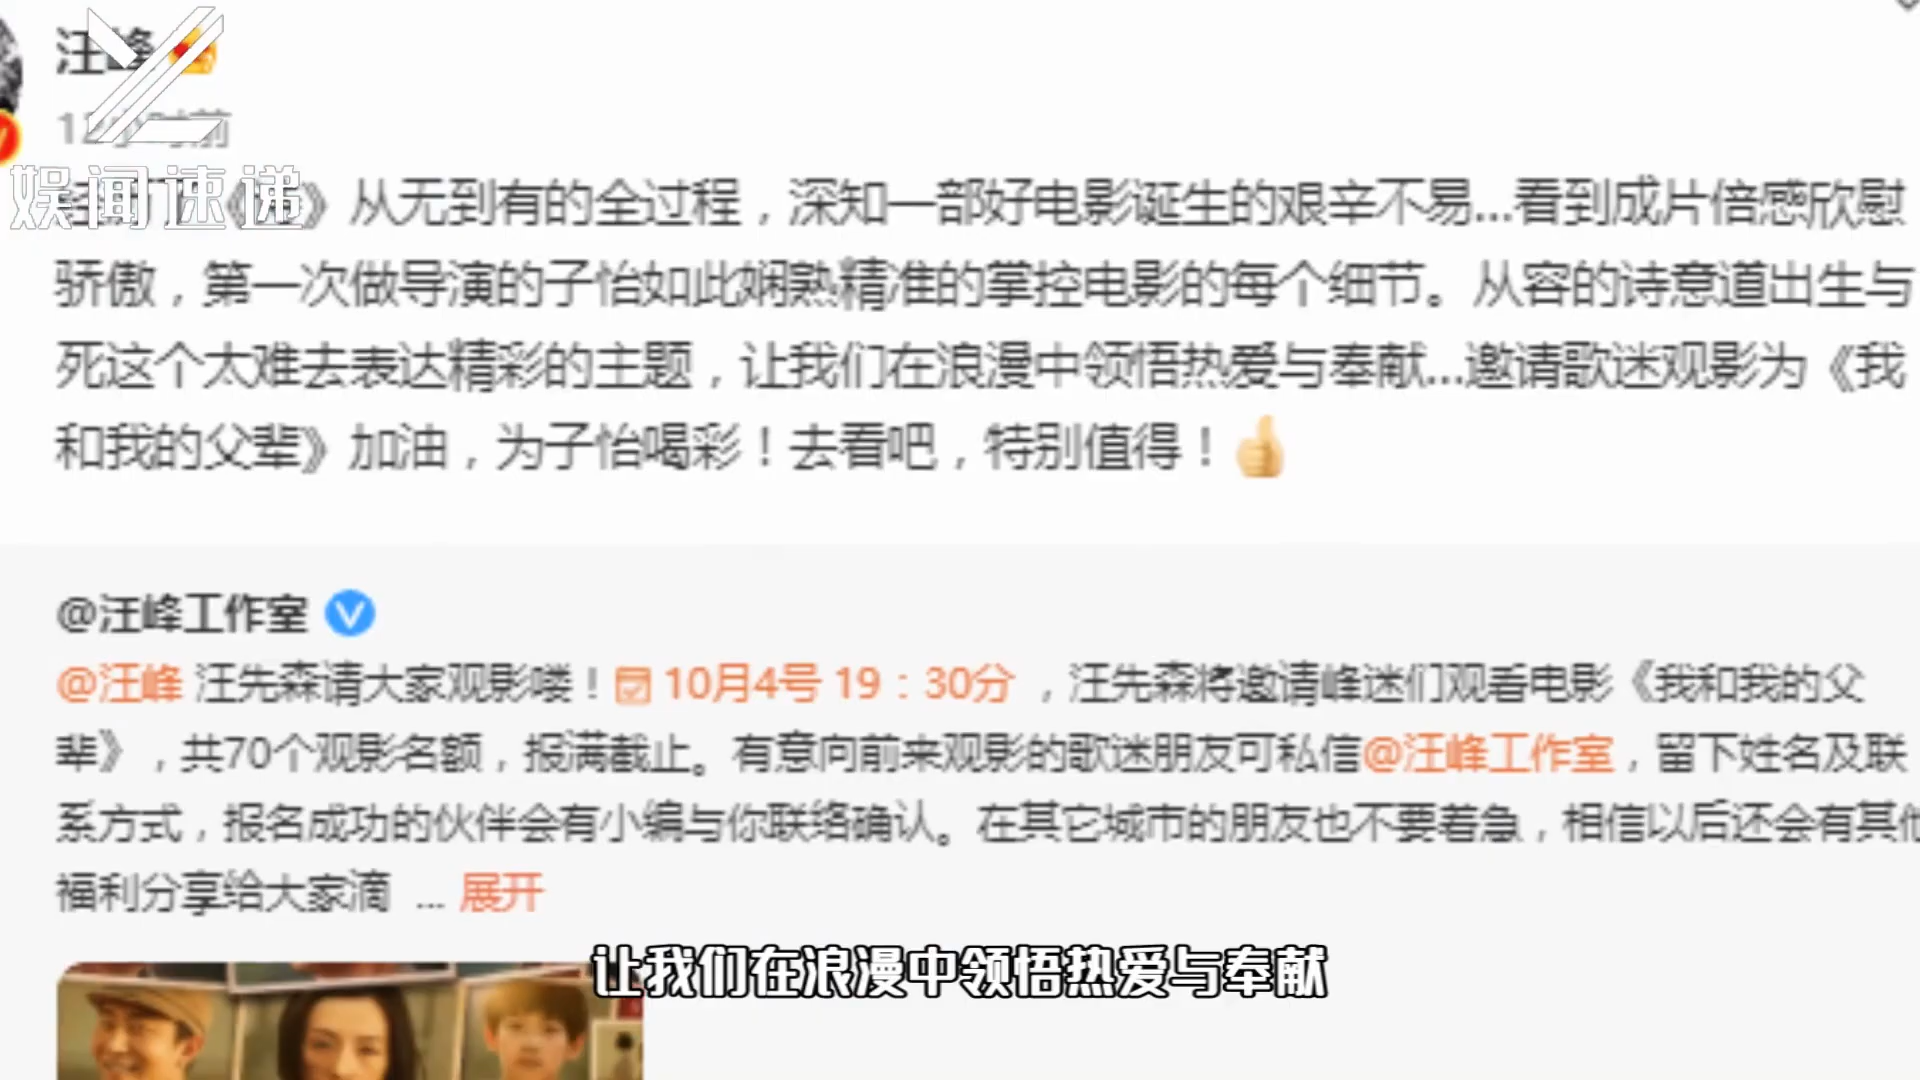 汪峰
12小时前
娱闻速递
》从无到有的全过程，深知一部好电影诞生的艰辛不易...看到成片倍感欣慰
骄傲，第一次做导演的子怡如此娴熟精准的掌控电影的每个细节。从容的诗意道出生与
死这个太难去表达精彩的主题，让我们在浪漫中领悟热爱与奉献...邀请歌迷观影为《我
和我的父辈》加油，为子怡喝彩！去看吧，特别值得！
@汪峰工作室
@汪峰 汪先森请大家观影喽！10月4号 19：30分 ，汪先森将邀请峰迷们观看电影《我和我的父
辈》，共70个观影名额，报满截止。有意向前来观影的歌迷朋友可私信@汪峰工作室，留下姓名及联
系方式，报名成功的伙伴会有小编与你联络确认。在其它城市的朋友也不要着急，相信以后还会有其他
福利分享给大家滴 ... 展开
让我们在浪漫中领悟热爱与奉献